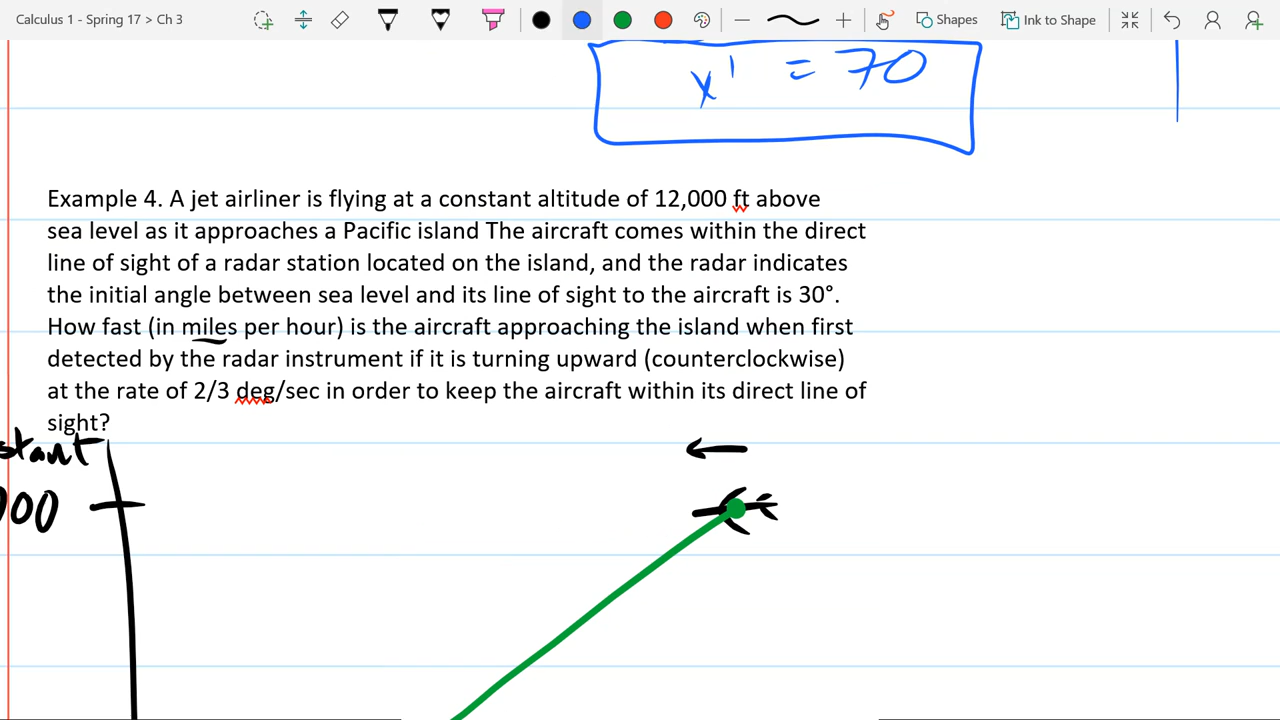 Calculus 1 - Spring 17 > Ch 3
Shapes
Ink to Shape
x' = 70
Example 4. A jet airliner is flying at a constant altitude of 12,000 ft above
sea level as it approaches a Pacific island The aircraft comes within the direct
line of sight of a radar station located on the island, and the radar indicates
the initial angle between sea level and its line of sight to the aircraft is 30°.
How fast (in miles per hour) is the aircraft approaching the island when first
detected by the radar instrument if it is turning upward (counterclockwise)
at the rate of 2/3 deg/sec in order to keep the aircraft within its direct line of
sight?
stant
000